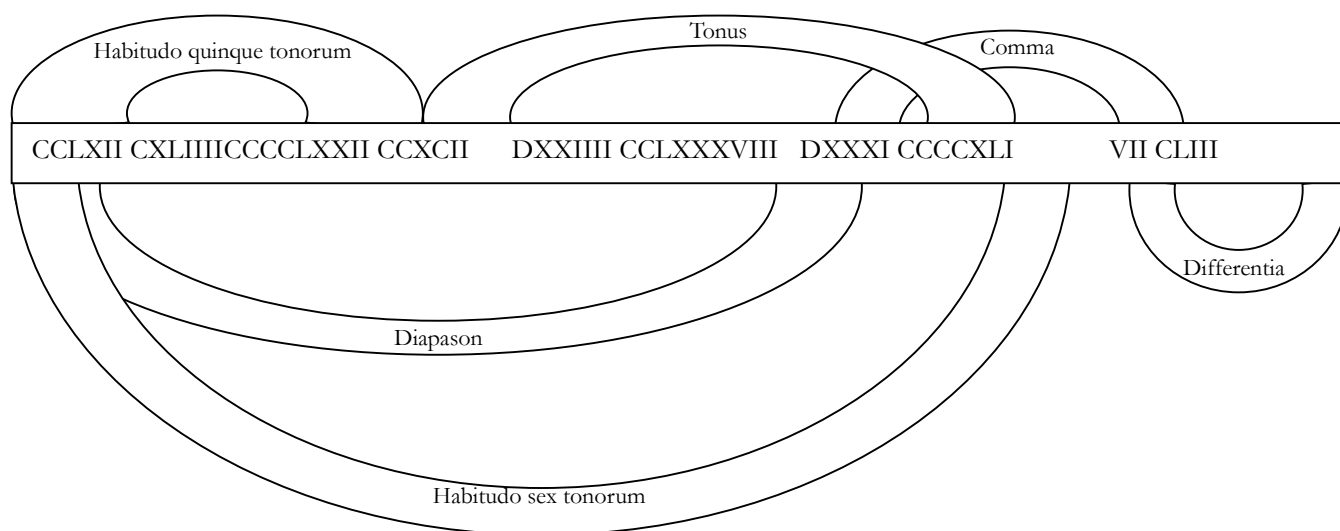 Tonus
Comma
Habitudo quinque tonorum
CCLXII CXLIIIICCCCLXXII CCXCII DXXIIII CCLXXXVIII DXXXI CCCCXLI VII CLIII
Differentia
Diapason
Habitudo sex tonorum